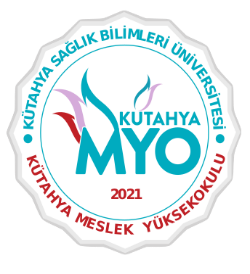 KÜTAHYA SAĞLIK BİLİMLERİ ÜNİVERSİTESİ
KÜTAHYA
MYO
2021
KÜTAHYA MESLEK YÜKSEKOKULU